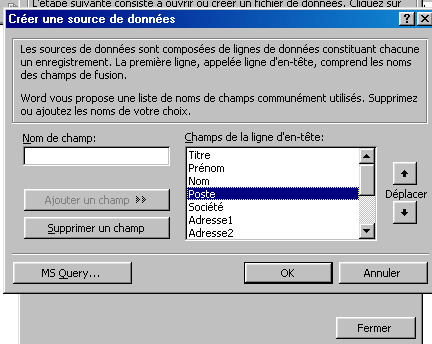 L'étape suivante consiste à ouvrir ou créer un fichier de données. Cliquez sur
Créer une source de données
Les sources de données sont composées de lignes de données constituant chacune
un enregistrement. La première ligne, appelée ligne d'en-tête, comprend les noms
des champs de fusion.
Word vous propose une liste de noms de champs communément utilisés. Supprimez
ou ajoutez les noms de votre choix.
Nom de champ:
Champs de la ligne d'en-tête:
Titre
Prénom
Nom
Poste
Société
Adresse1
Adresse2
Déplacer
Ajouter un champ >>
Supprimer un champ
MS Query...
OK
Annuler
Fermer